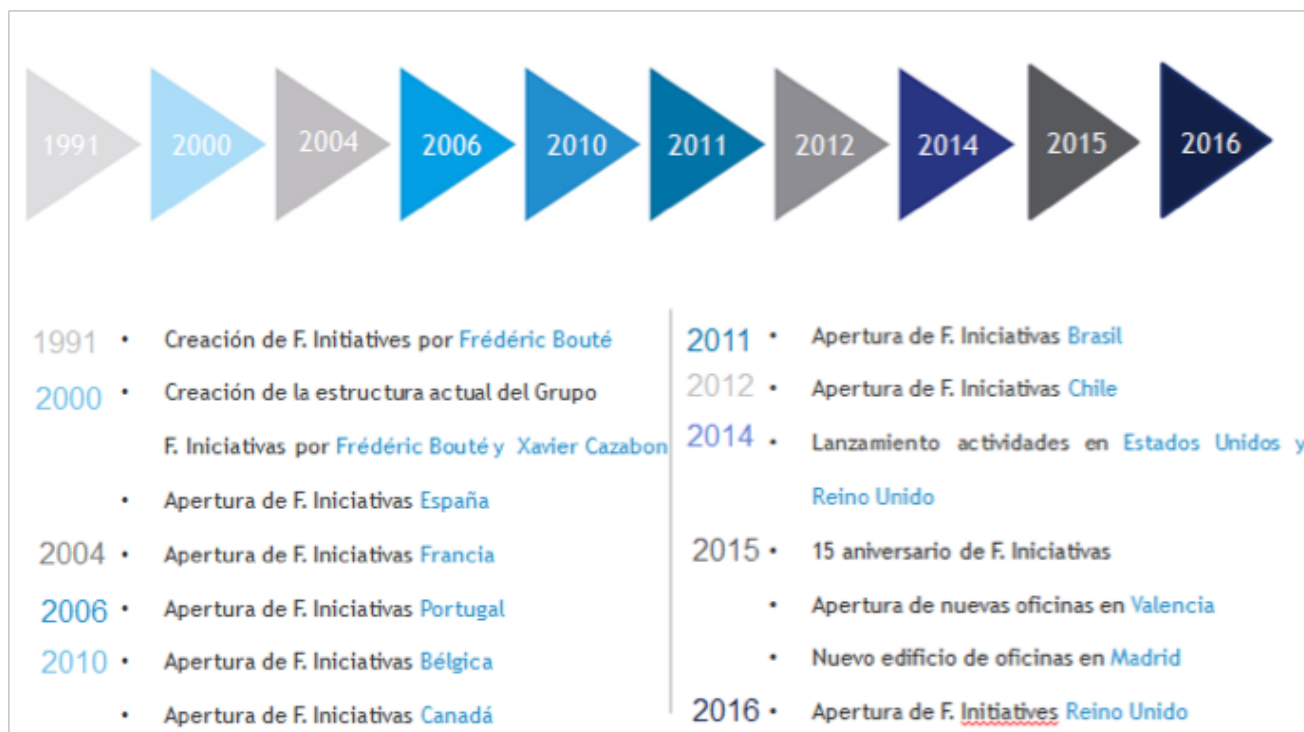 1991
2000
2004
2006
2010
2011
2012
2014
2015
2016
1991 • Creación de F. Initiatives por Frédéric Bouté
2000 • Creación de la estructura actual del Grupo
F. Iniciativas por Frédéric Bouté y Xavier Cazabon
• Apertura de F. Iniciativas España
2004 • Apertura de F. Iniciativas Francia
2006 • Apertura de F. Iniciativas Portugal
2010 • Apertura de F. Iniciativas Bélgica
• Apertura de F. Iniciativas Canadá
2011 • Apertura de F. Iniciativas Brasil
2012 • Apertura de F. Iniciativas Chile
2014 • Lanzamiento actividades en Estados Unidos y
Reino Unido
2015 • 15 aniversario de F. Iniciativas
• Apertura de nuevas oficinas en Valencia
• Nuevo edificio de oficinas en Madrid
2016 • Apertura de F. Initiatives Reino Unido